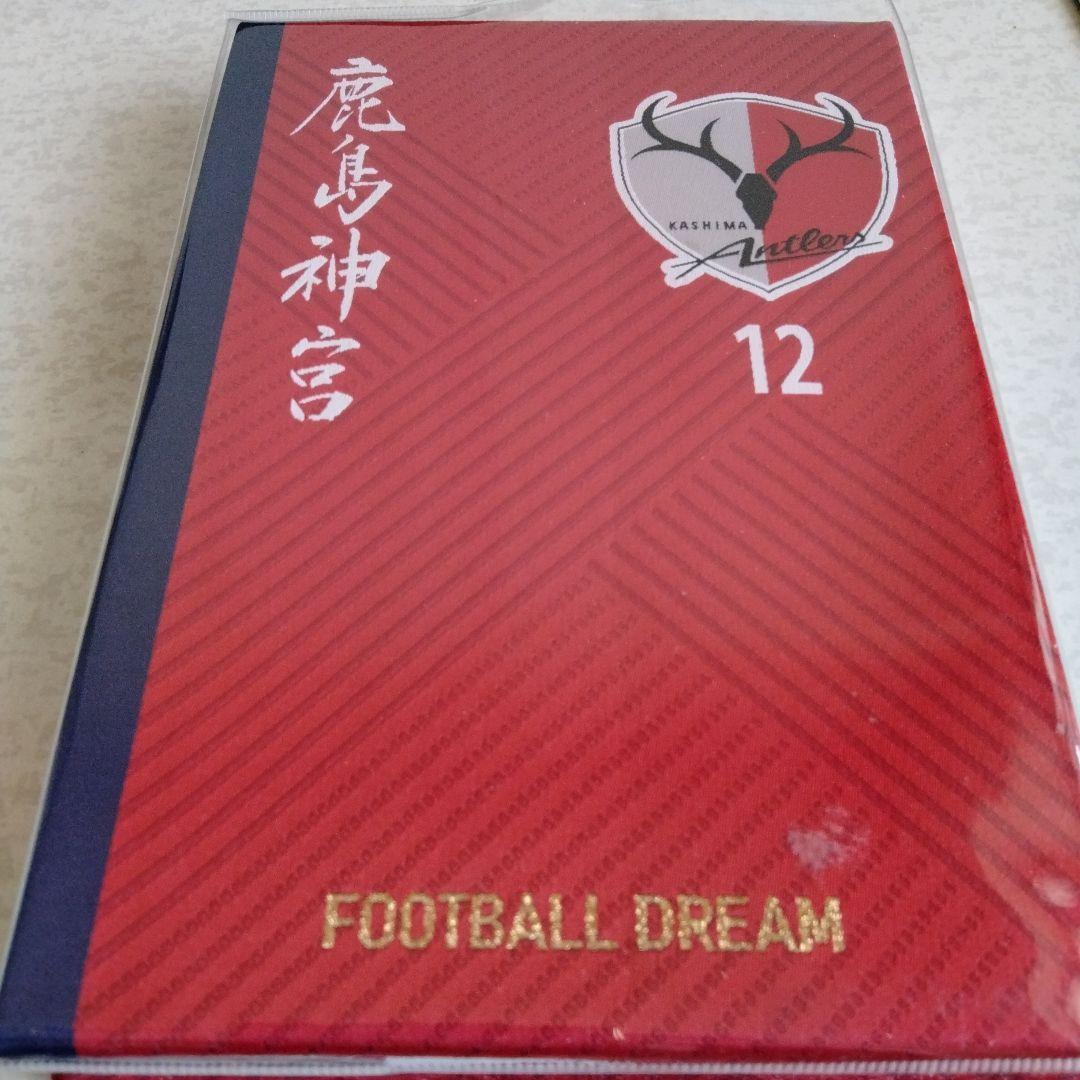 鹿島神宮
KASHIMA
Antlers
12
FOOTBALL DREAM